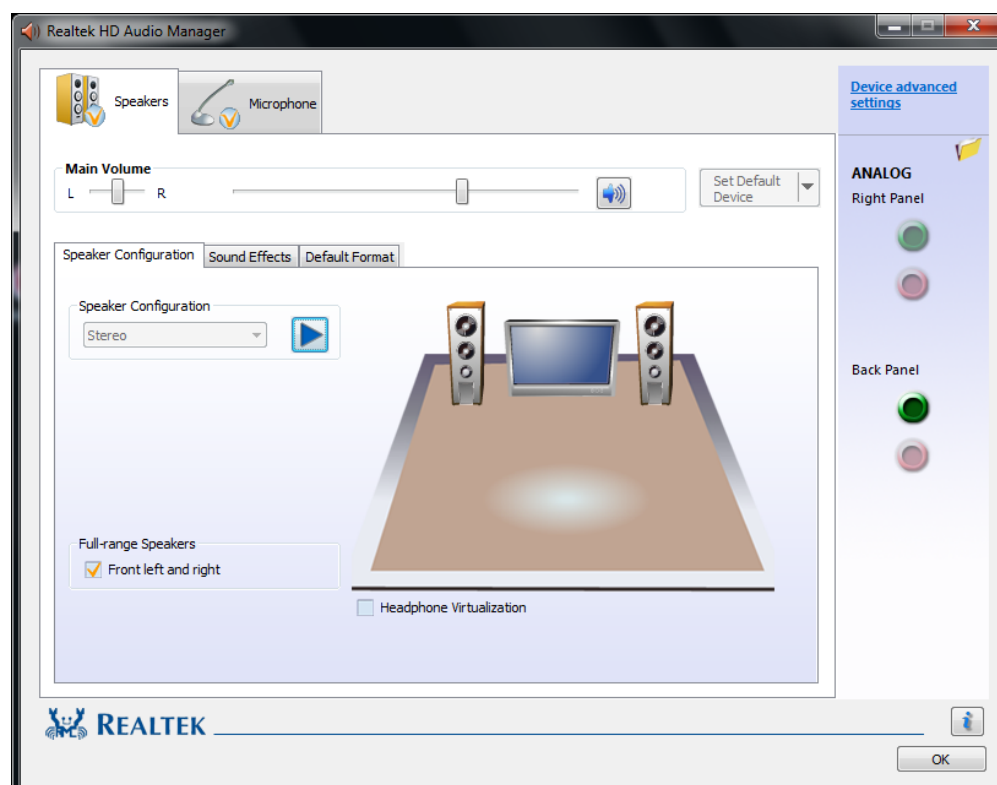 Realtek HD Audio Manager
Speakers
Microphone
Device advanced
settings
Main Volume
L
R
Set Default
Device
ANALOG
Right Panel
Speaker Configuration
Sound Effects
Default Format
Speaker Configuration
Stereo
Back Panel
Full-range Speakers
Front left and right
Headphone Virtualization
REALTEK
OK